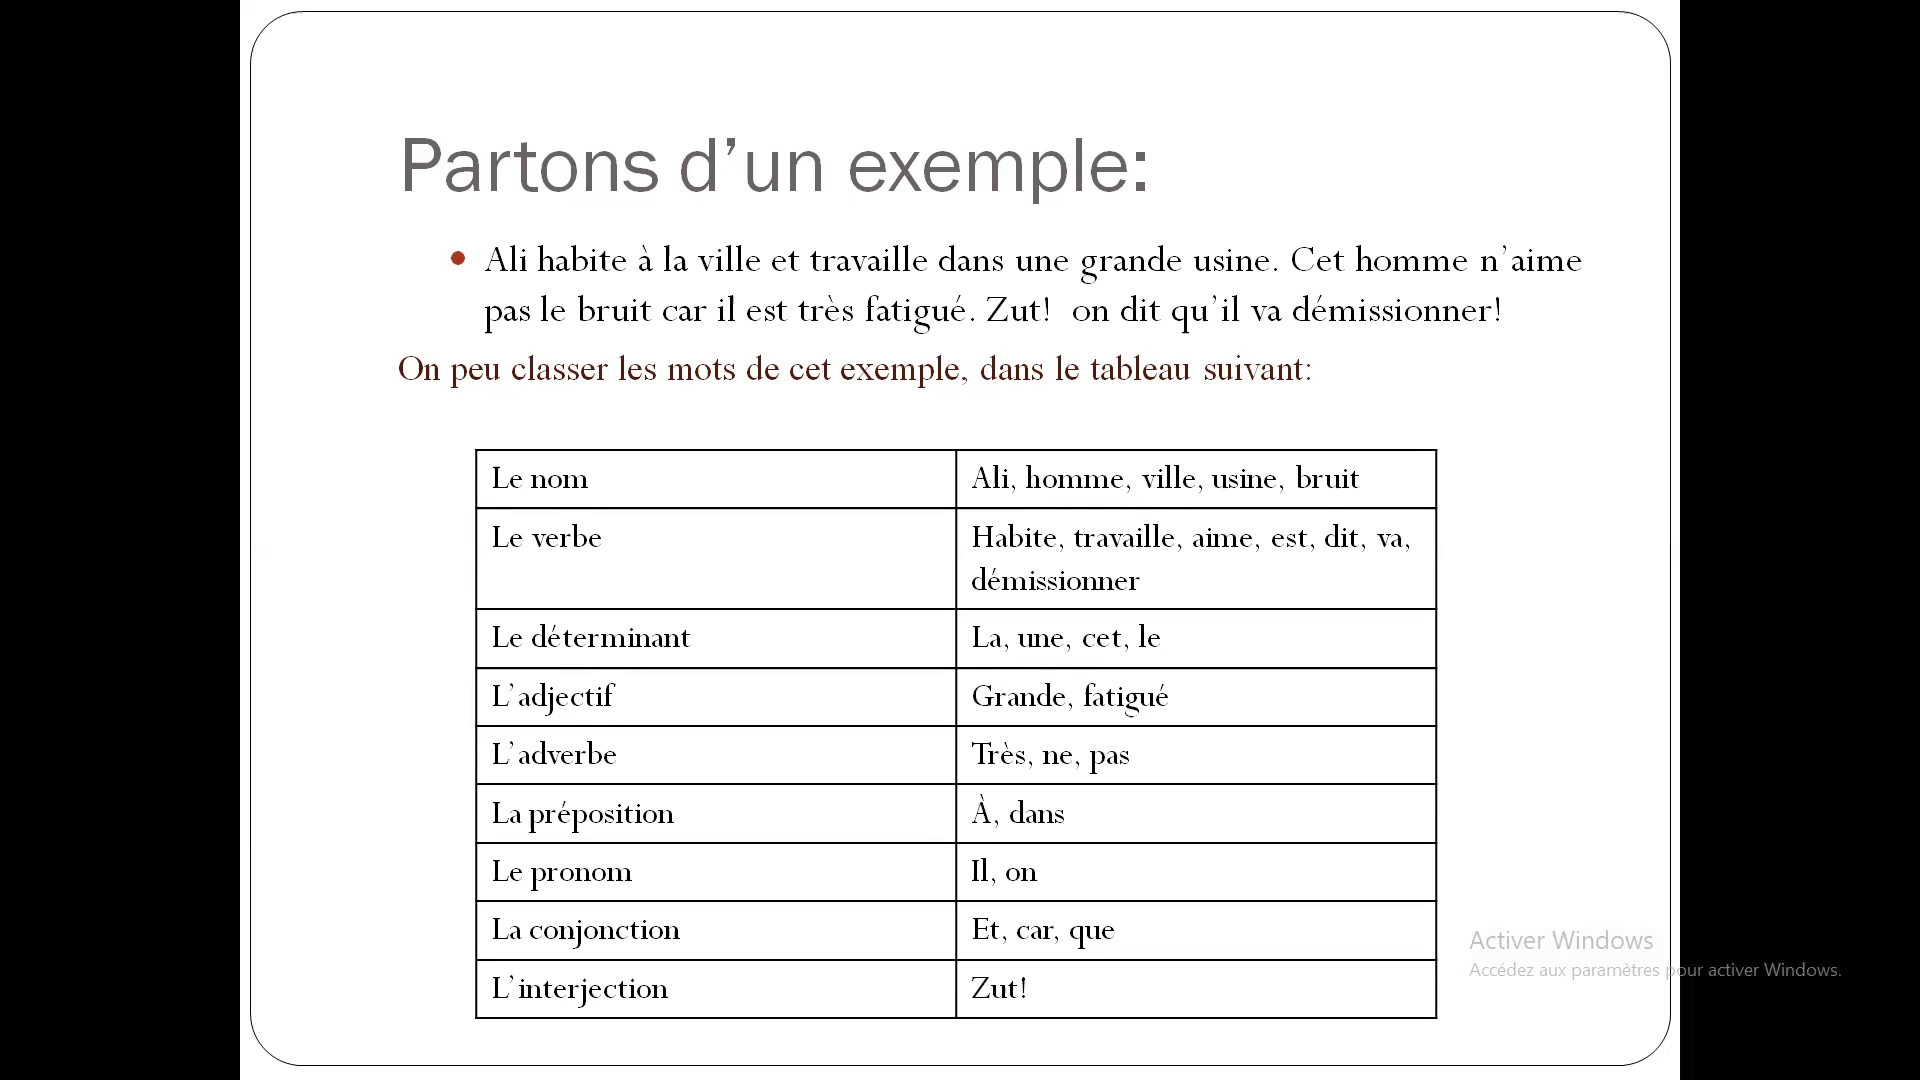 Partons d’un exemple:
• Ali habite à la ville et travaille dans une grande usine. Cet homme n’aime
pas le bruit car il est très fatigué. Zut!  on dit qu’il va démissionner!
On peu classer les mots de cet exemple, dans le tableau suivant:
Le nom Ali, homme, ville, usine, bruit
Le verbe Habite, travaille, aime, est, dit, va,
démissionner
Le déterminant La, une, cet, le
L’adjectif Grande, fatigué
L’adverbe Très, ne, pas
La préposition À, dans
Le pronom Il, on
La conjonction Et, car, que
L’interjection Zut!
Activer Windows
Accédez aux paramètres pour activer Windows.